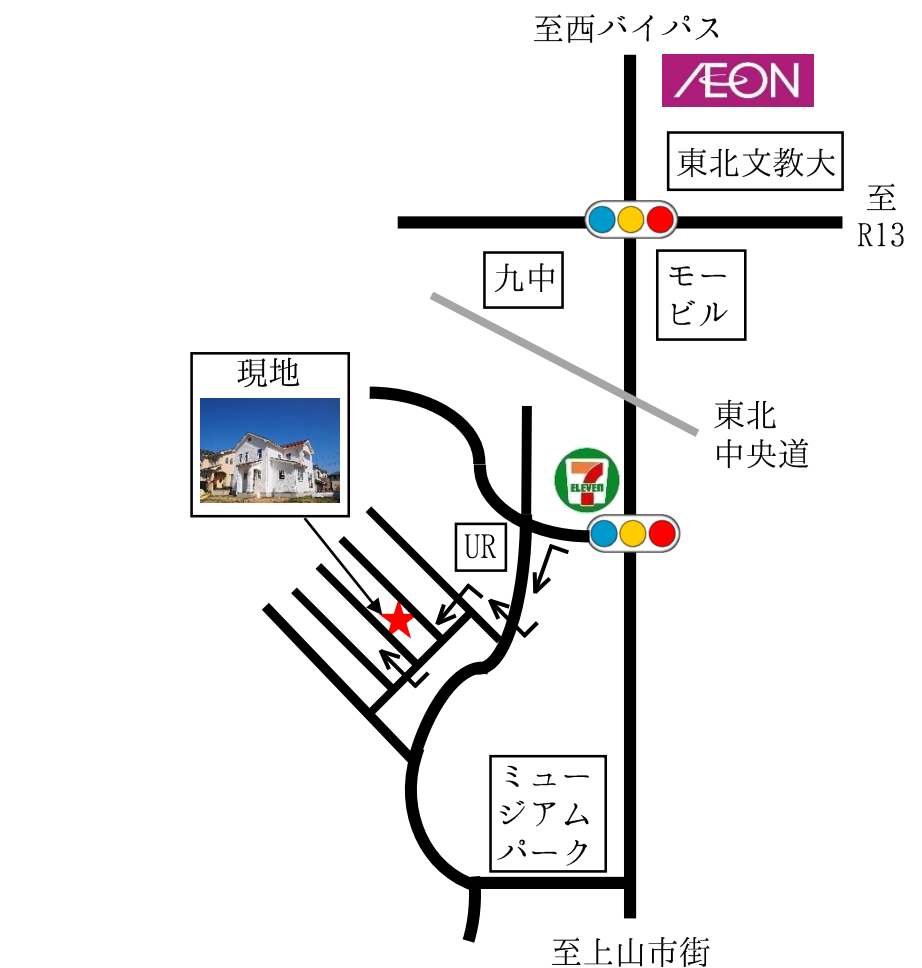 至西バイパス
ÆON
東北文教大
至
R13
九中
モー
ビル
現地
東北
中央道
7
ELEVEN
UR
ミュー
ジアム
パーク
至上山市街